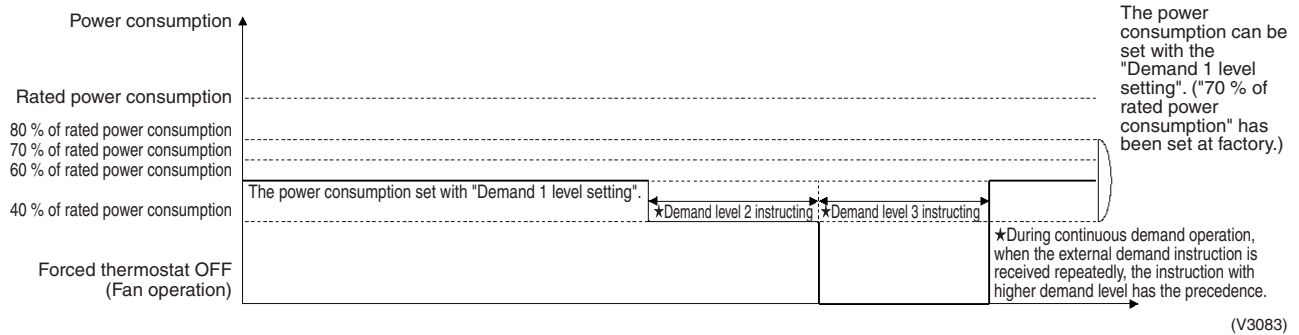 Power consumption
The power
consumption can be
set with the
"Demand 1 level
setting". ("70 % of
rated power
consumption" has
been set at factory.)
Rated power consumption
80 % of rated power consumption
70 % of rated power consumption
60 % of rated power consumption
The power consumption set with "Demand 1 level setting".
40 % of rated power consumption
★Demand level 2 instructing
★Demand level 3 instructing
★During continuous demand operation,
when the external demand instruction is
received repeatedly, the instruction with
higher demand level has the precedence.
Forced thermostat OFF
(Fan operation)
(V3083)